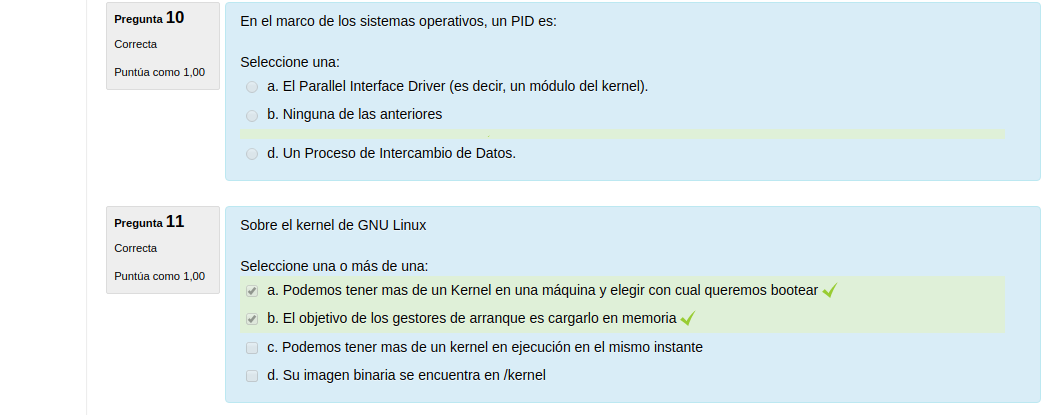 Pregunta 10
Correcta
Puntúa como 1,00
En el marco de los sistemas operativos, un PID es:
Seleccione una:
a. El Parallel Interface Driver (es decir, un módulo del kernel).
b. Ninguna de las anteriores
d. Un Proceso de Intercambio de Datos.
Pregunta 11
Correcta
Puntúa como 1,00
Sobre el kernel de GNU Linux
Seleccione una o más de una:
a. Podemos tener mas de un Kernel en una máquina y elegir con cual queremos bootear
b. El objetivo de los gestores de arranque es cargarlo en memoria
c. Podemos tener mas de un kernel en ejecución en el mismo instante
d. Su imagen binaria se encuentra en /kernel